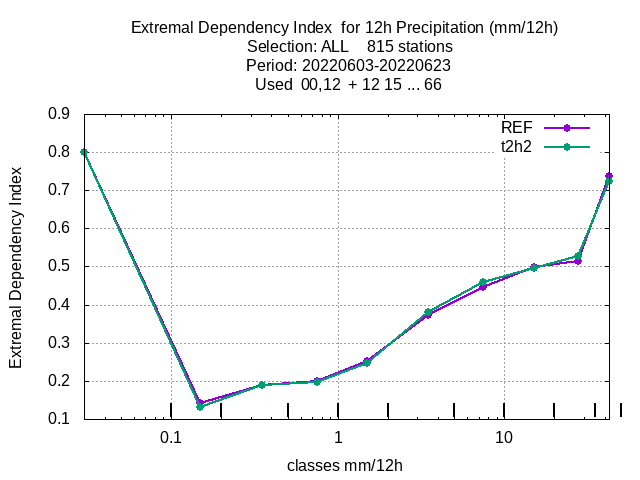 Extremal Dependency Index  for 12h Precipitation (mm/12h)
Selection: ALL    815 stations
Period: 20220603-20220623
Used  00,12  + 12 15 ... 66
REF
t2h2
0.9
0.8
0.7
0.6
0.5
0.4
0.3
0.2
0.1
Extremal Dependency Index
0.1
1
10
classes mm/12h